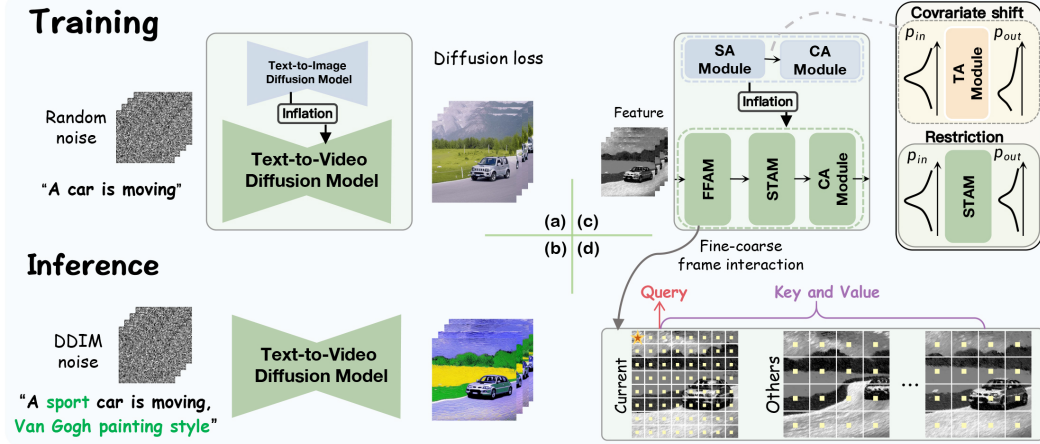 Training
Random
noise
"A car is moving"
Text-to-Image
Diffusion Model
Inflation
Text-to-Video
Diffusion Model
Diffusion loss
(a)
(c)
(b)
(d)
Feature
SA
Module
CA
Module
Inflation
FFAM
STAM
CA
Module
Covariate shift
p_in
TA
Module
p_out
Restriction
p_in
STAM
p_out
Inference
DDIM
noise
"A sport car is moving,
Van Gogh painting style"
Text-to-Video
Diffusion Model
Fine-coarse
frame interaction
Query
Key and Value
Current
Others
...